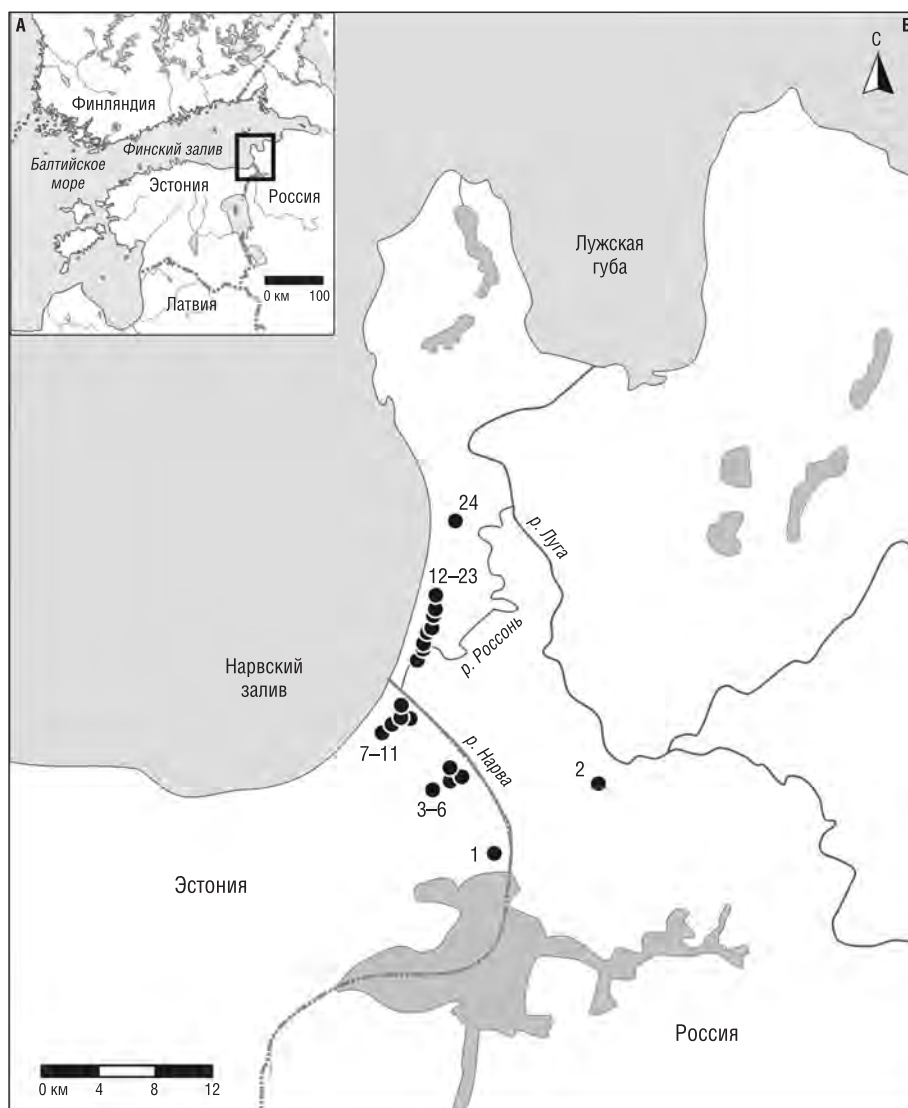 А
Финляндия
Финский залив
Балтийское
море
Эстония
Россия
0 км 100
Латвия
Б
С
Лужская
губа
24
р. Луга
12–23
р. Россонь
Нарвский
залив
7–11
р. Нарва
2
3–6
1
Эстония
Россия
0 км 4 8 12